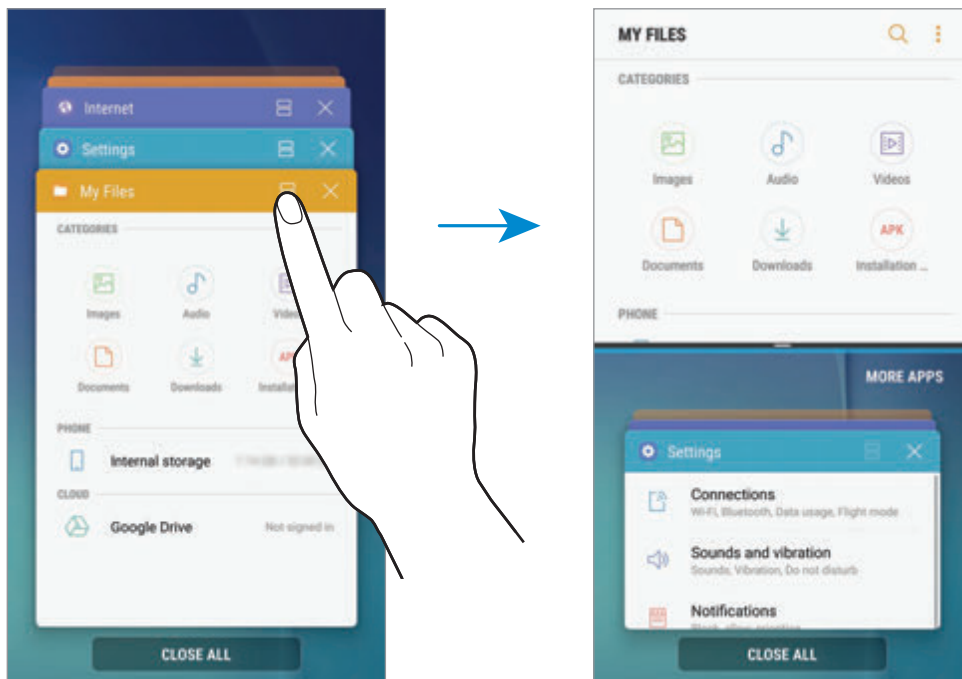 Internet
Settings
My Files
CATEGORIES
Images Audio
Documents Downloads
PHONE
Internal storage
CLOUD
Google Drive Not signed in
CLOSE ALL
MY FILES
CATEGORIES
Images Audio Videos
APK
Documents Downloads Installation ...
PHONE
MORE APPS
Settings
Connections
Wi-Fi, Bluetooth, Data usage, Flight mode
Sounds and vibration
Sounds, Vibration, Do not disturb
Notifications
CLOSE ALL